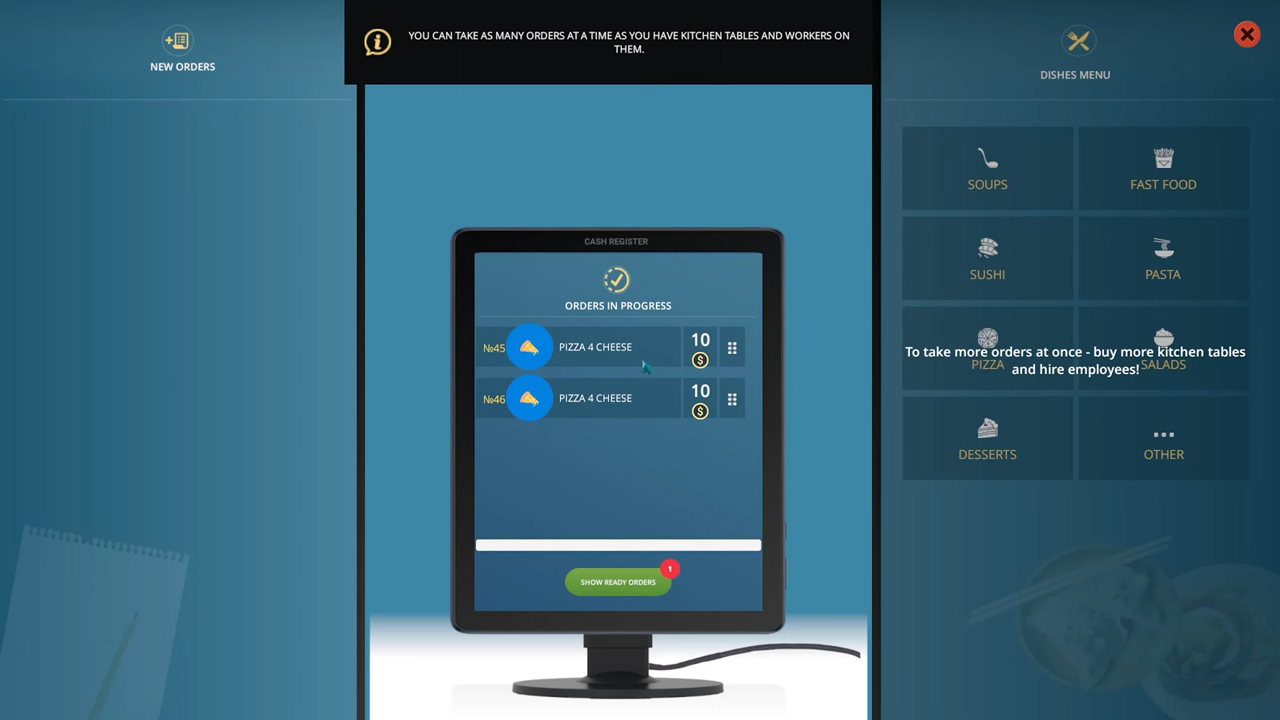 NEW ORDERS
YOU CAN TAKE AS MANY ORDERS AT A TIME AS YOU HAVE KITCHEN TABLES AND WORKERS ON
THEM.
DISHES MENU
SOUPS
FAST FOOD
SUSHI
PASTA
PIZZA
SALADS
To take more orders at once - buy more kitchen tables
and hire employees!
DESSERTS
OTHER
CASH REGISTER
ORDERS IN PROGRESS
№45 PIZZA 4 CHEESE 10
№46 PIZZA 4 CHEESE 10
SHOW READY ORDERS
1